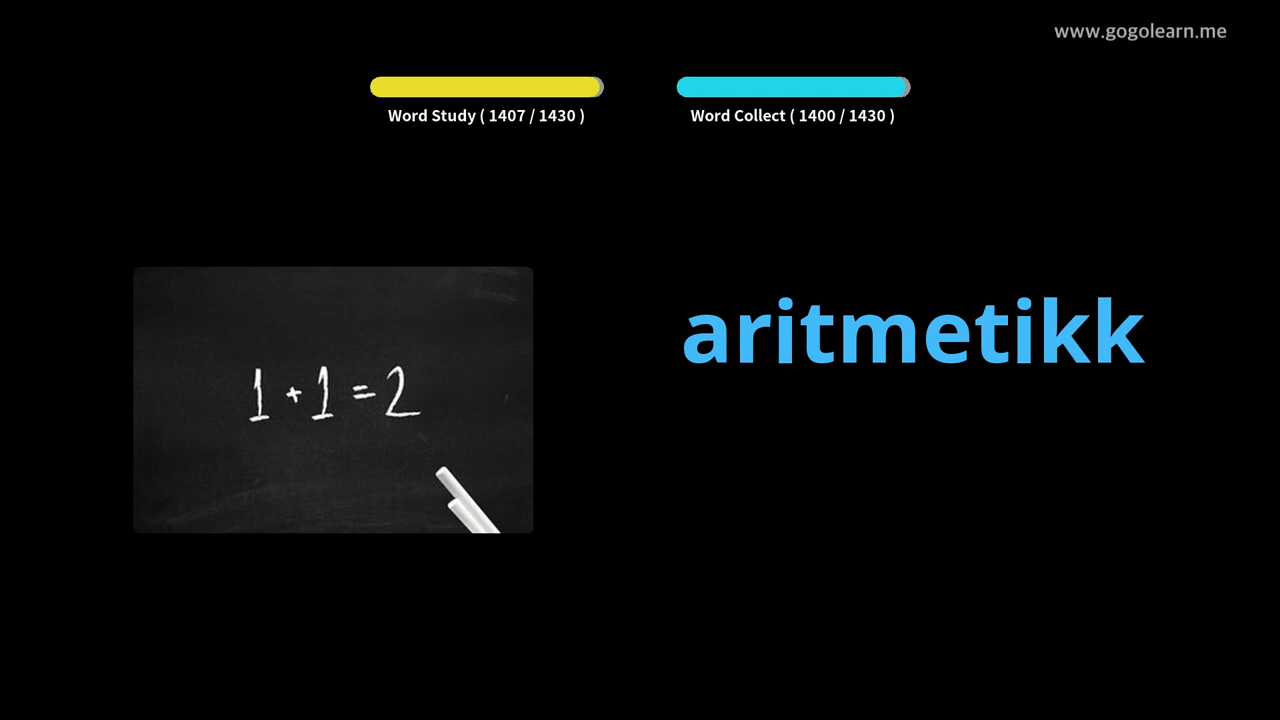 www.gogolearn.me
Word Study ( 1407 / 1430 )
Word Collect ( 1400 / 1430 )
aritmetikk
1 + 1 = 2